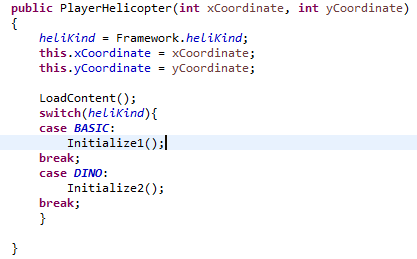 public PlayerHelicopter(int xCoordinate, int yCoordinate)
{
heliKind = Framework.heliKind;
this.xCoordinate = xCoordinate;
this.yCoordinate = yCoordinate;
LoadContent();
switch(heliKind){
case BASIC:
Initialize1();
break;
case DINO:
Initialize2();
break;
}
}